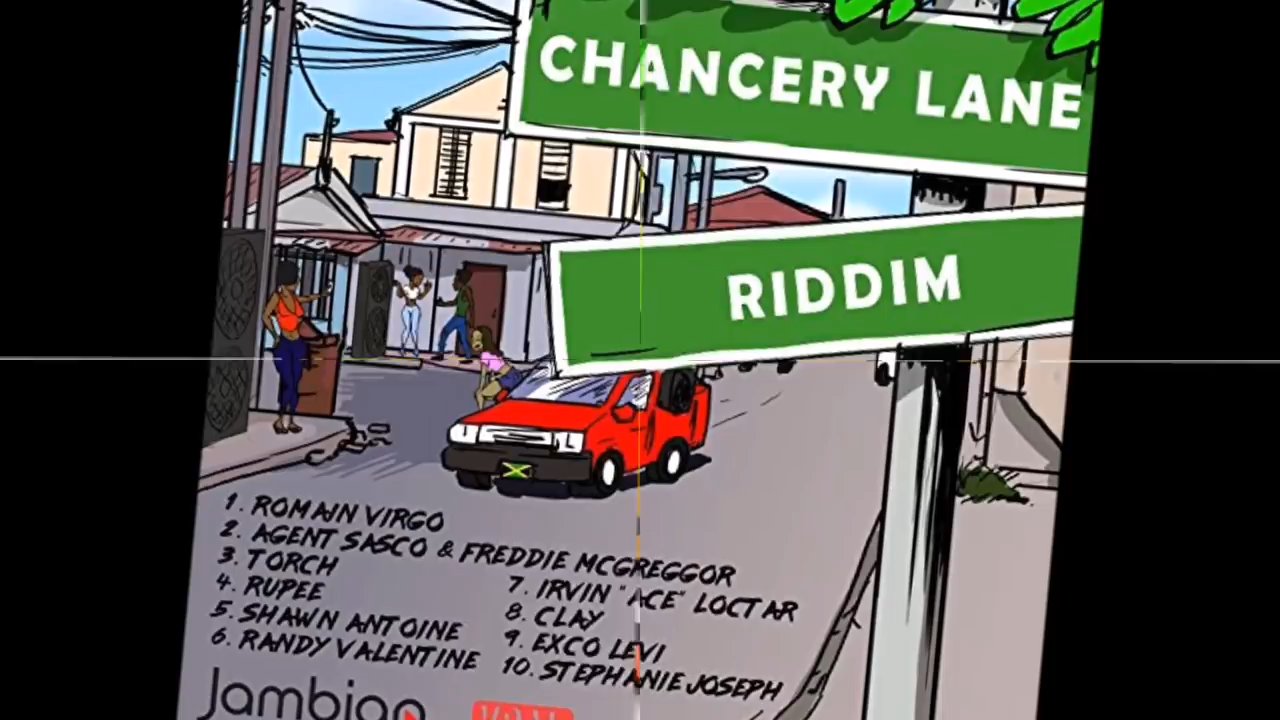 CHANCERY LANE
RIDDIM
1. ROMAIN VIRGO
2. AGENT SASCO & FREDDIE MCGREGGOR
3. TORCH
4. RUPEE
5. SHAWN ANTOINE
6. RANDY VALENTINE
7. IRVIN "ACE" LOCTAR
8. CLAY
9. EXCO LEVI
10. STEPHANIE JOSEPH
Jambian